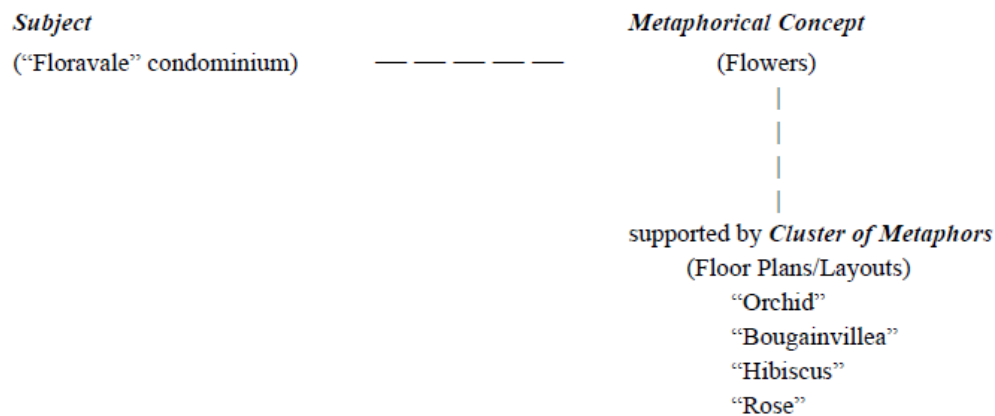 Subject Metaphorical Concept
(“Floravale” condominium) — — — — — (Flowers)
supported by Cluster of Metaphors
(Floor Plans/Layouts)
“Orchid”
“Bougainvillea”
“Hibiscus”
“Rose”